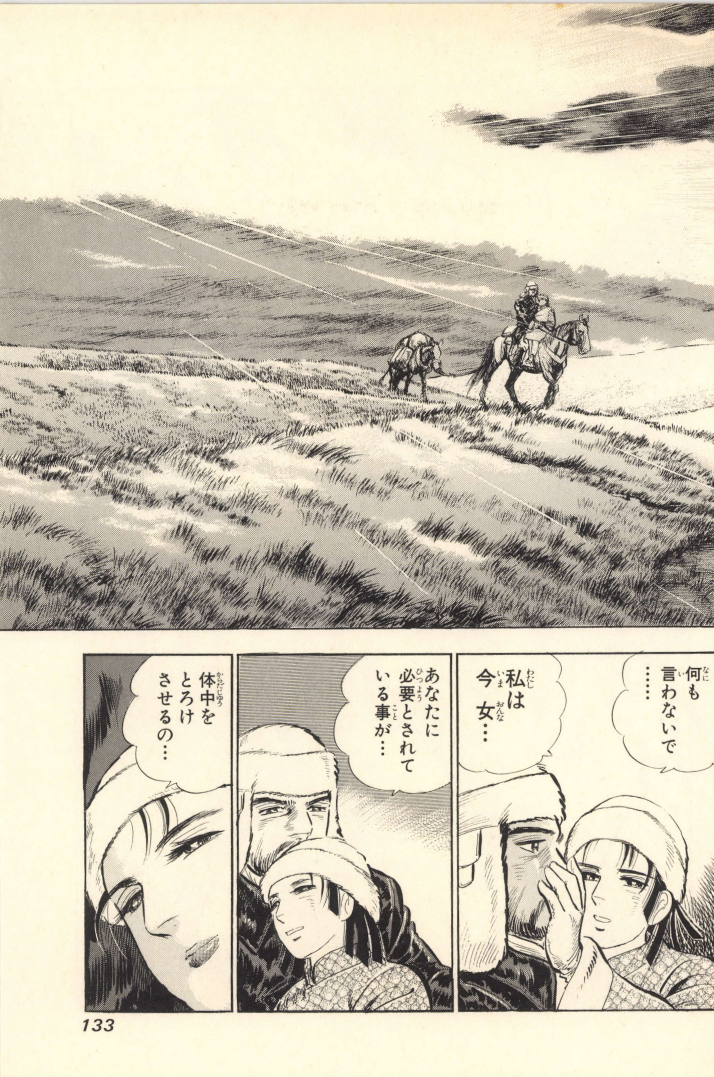 何も
言わないで
……
私は
今 女…
あなたに
必要とされて
いる事が…
体中を
とろけ
させるの…
133